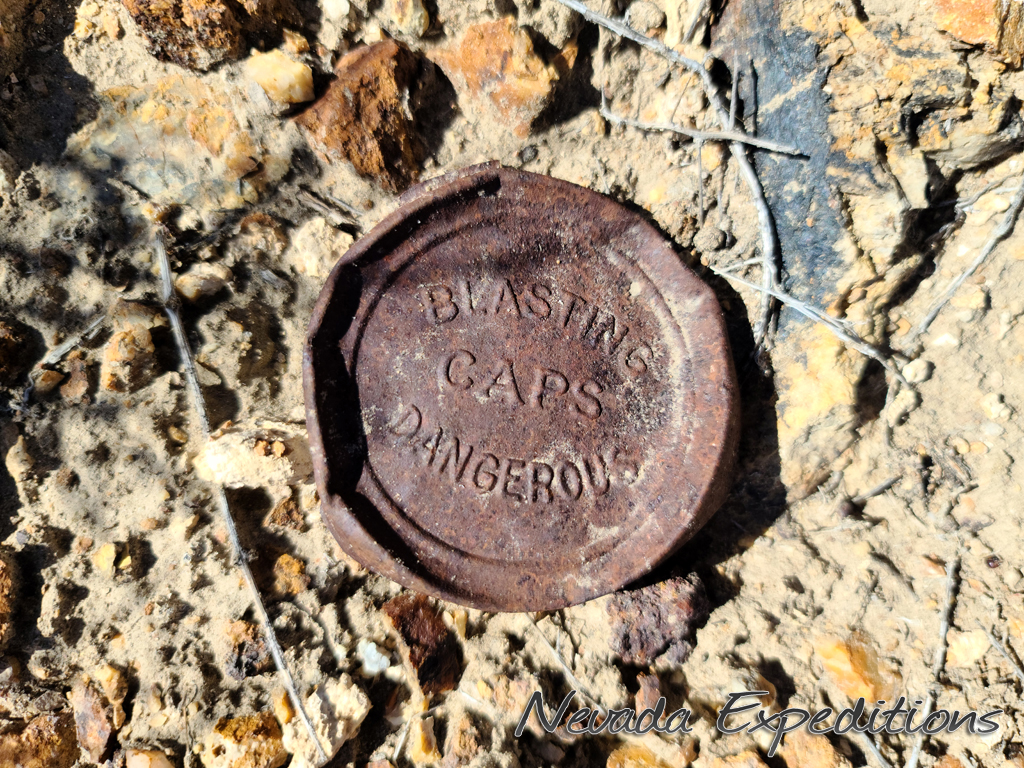 BLASTING
CAPS
DANGEROUS
Nevada Expeditions